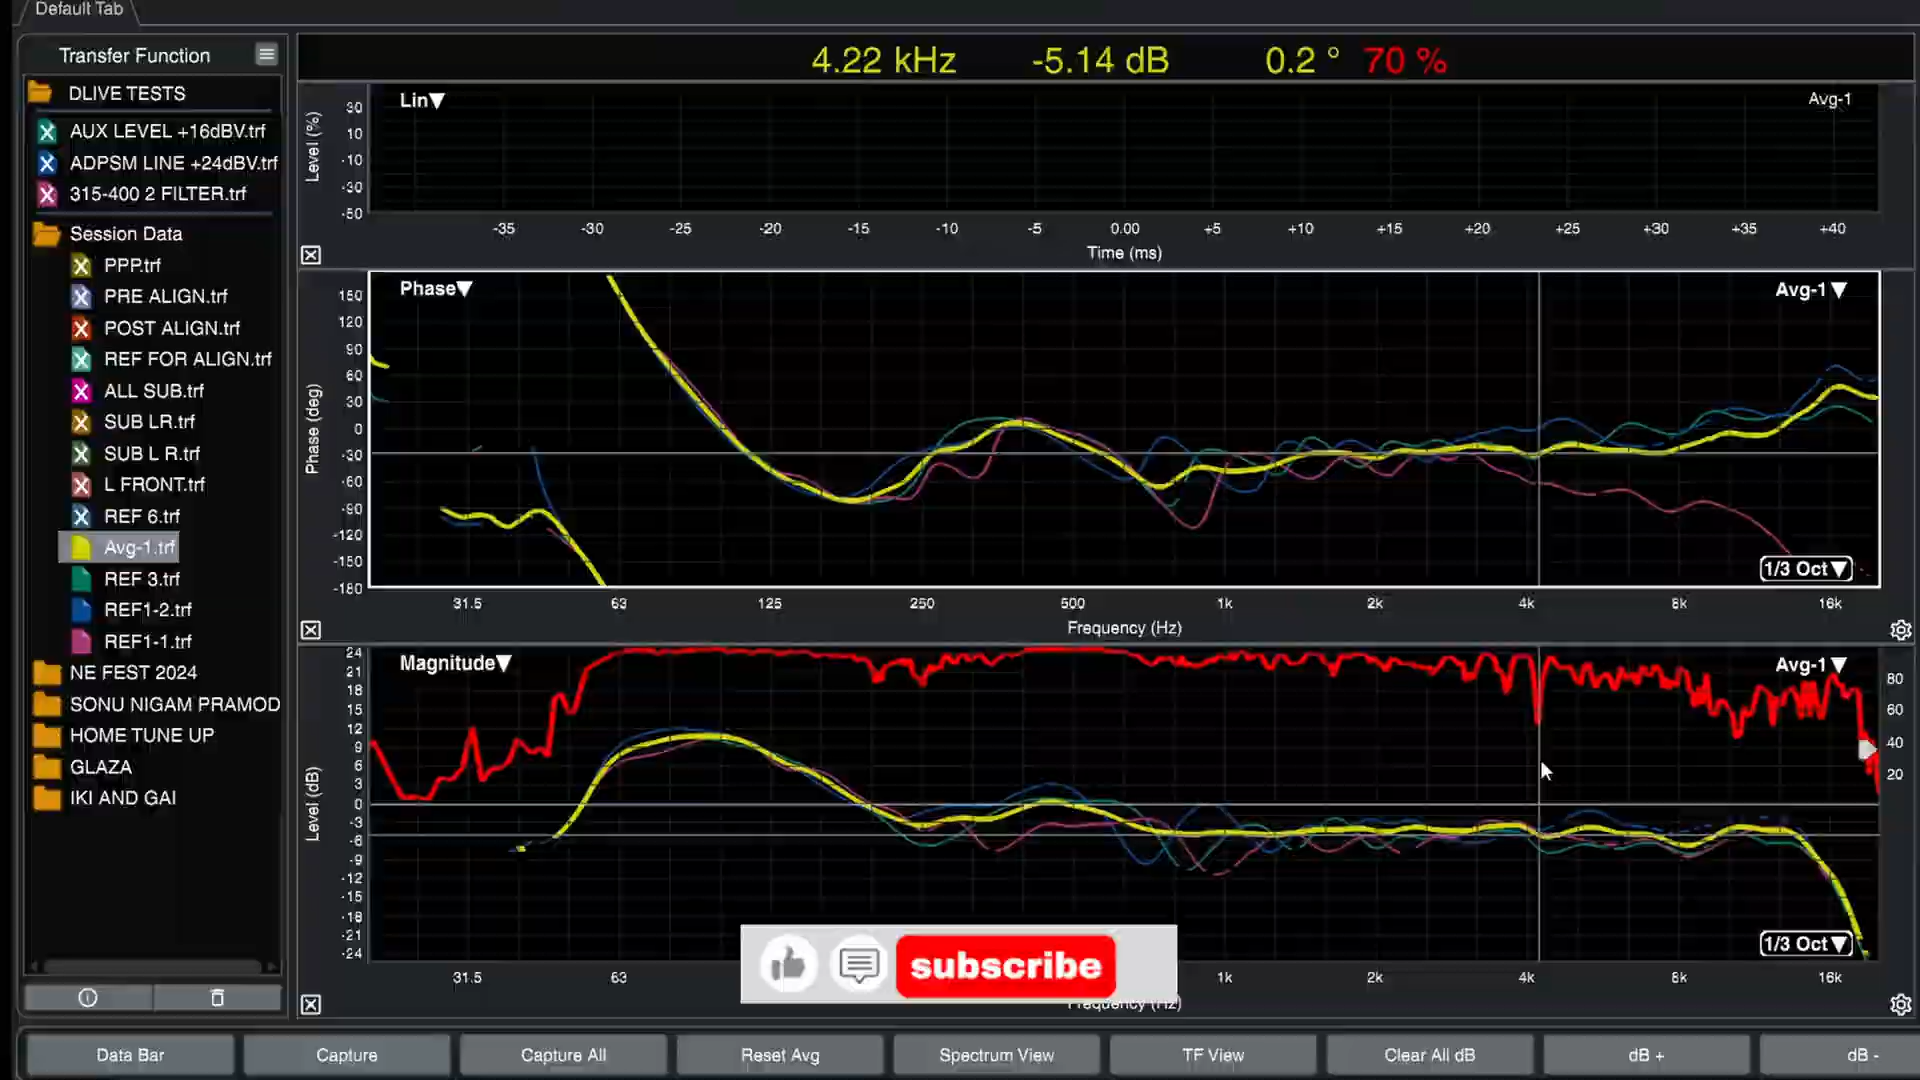 Default Tab
Transfer Function
4.22 kHz -5.14 dB 0.2 ° 70 %
DLIVE TESTS
AUX LEVEL +16dBV.trf
ADPSM LINE +24dBV.trf
315-400 2 FILTER.trf
Session Data
PPP.trf
PRE ALIGN.trf
POST ALIGN.trf
REF FOR ALIGN.trf
ALL SUB.trf
SUB LR.trf
SUB L R.trf
L FRONT.trf
REF 6.trf
Avg-1.trf
REF 3.trf
REF1-2.trf
REF1-1.trf
NE FEST 2024
SONU NIGAM PRAMOD
HOME TUNE UP
GLAZA
IKI AND GAI
Lin▼ Avg-1
Level (%)
30
10
-10
-30
-50
-35 -30 -25 -20 -15 -10 -5 0.00 +5 +10 +15 +20 +25 +30 +35 +40
Time (ms)
Phase▼ Avg-1▼
Phase (deg)
150
120
90
60
30
0
-30
-60
-90
-120
-150
-180
1/3 Oct▼
31.5 63 125 250 500 1k 2k 4k 8k 16k
Frequency (Hz)
Magnitude▼ Avg-1▼
Level (dB)
24
21
18
15
12
9
6
3
0
-3
-6
-9
-12
-15
-18
-21
-24
80
60
40
20
1/3 Oct▼
31.5 63 1k 2k 4k 8k 16k
Frequency (Hz)
subscribe
Data Bar Capture Capture All Reset Avg Spectrum View TF View Clear All dB dB + dB -